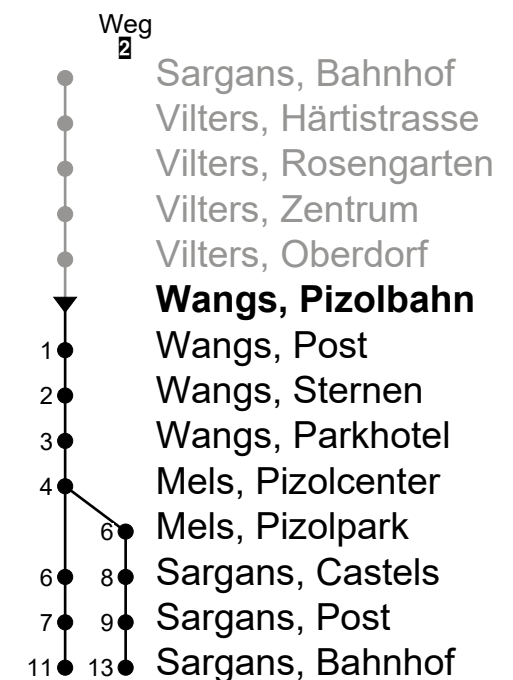 Weg
2
Sargans, Bahnhof
Vilters, Härtistrasse
Vilters, Rosengarten
Vilters, Zentrum
Vilters, Oberdorf
Wangs, Pizolbahn
1 Wangs, Post
2 Wangs, Sternen
3 Wangs, Parkhotel
4 Mels, Pizolcenter
6 Mels, Pizolpark
6 8 Sargans, Castels
7 9 Sargans, Post
11 13 Sargans, Bahnhof